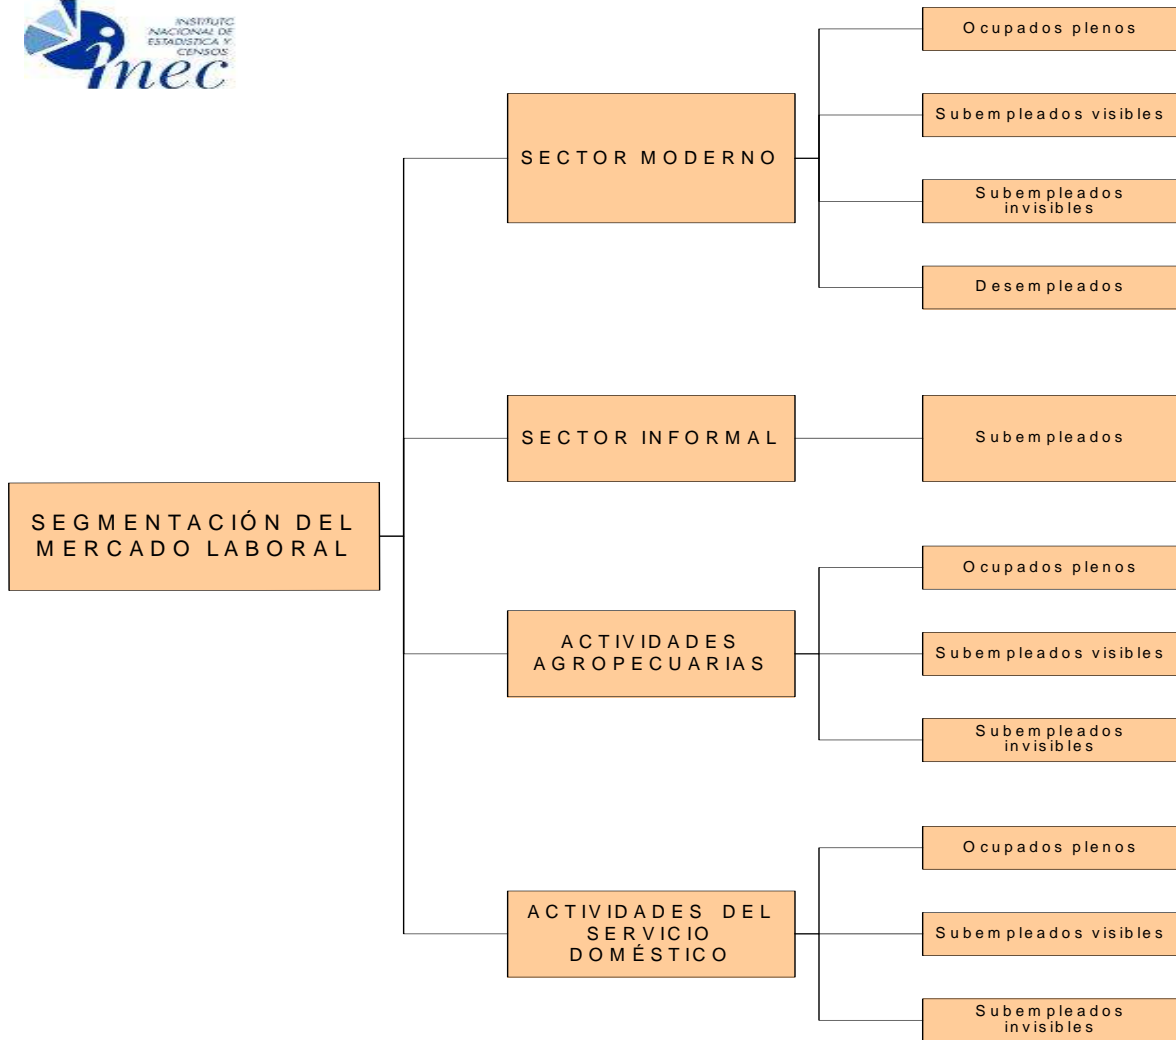 INSTITUTO
NACIONAL DE
ESTADÍSTICA Y
CENSOS
inec
SEGMENTACIÓN DEL
MERCADO LABORAL
SECTOR MODERNO
Ocupados plenos
Subempleados visibles
Subempleados
invisibles
Desempleados
SECTOR INFORMAL
Subempleados
ACTIVIDADES
AGROPECUARIAS
Ocupados plenos
Subempleados visibles
Subempleados
invisibles
ACTIVIDADES DEL
SERVICIO
DOMÉSTICO
Ocupados plenos
Subempleados visibles
Subempleados
invisibles